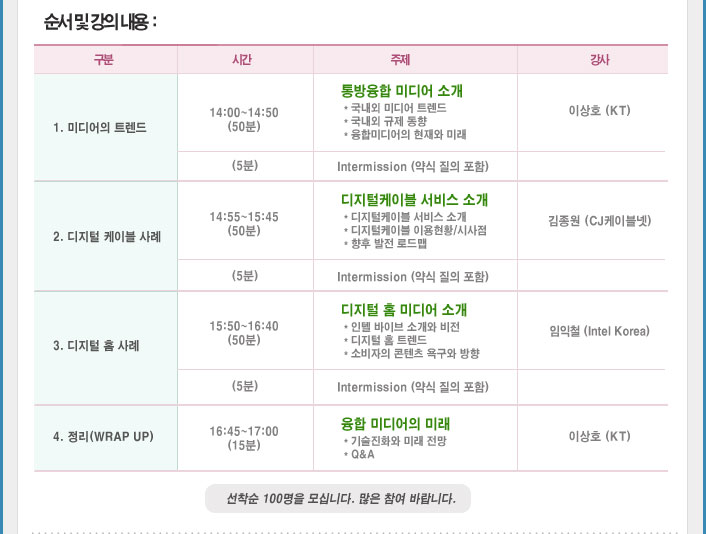 순서 및 강의 내용 :
구분 시간 주제 강사
1. 미디어의 트렌드
14:00~14:50
(50분)
통방융합 미디어 소개
• 국내외 미디어 트렌드
• 국내외 규제 동향
• 융합미디어의 현재와 미래
이상호 (KT)
(5분)
Intermission (약식 질의 포함)
2. 디지털 케이블 사례
14:55~15:45
(50분)
디지털케이블 서비스 소개
• 디지털케이블 서비스 소개
• 디지털케이블 이용현황/시사점
• 향후 발전 로드맵
김종원 (CJ케이블넷)
(5분)
Intermission (약식 질의 포함)
3. 디지털 홈 사례
15:50~16:40
(50분)
디지털 홈 미디어 소개
• 인텔 바이브 소개와 비전
• 디지털 홈 트렌드
• 소비자의 콘텐츠 욕구와 방향
임익철 (Intel Korea)
(5분)
Intermission (약식 질의 포함)
4. 정리(WRAP UP)
16:45~17:00
(15분)
융합 미디어의 미래
• 기술진화와 미래 전망
• Q&A
이상호 (KT)
선착순 100명을 모십니다. 많은 참여 바랍니다.